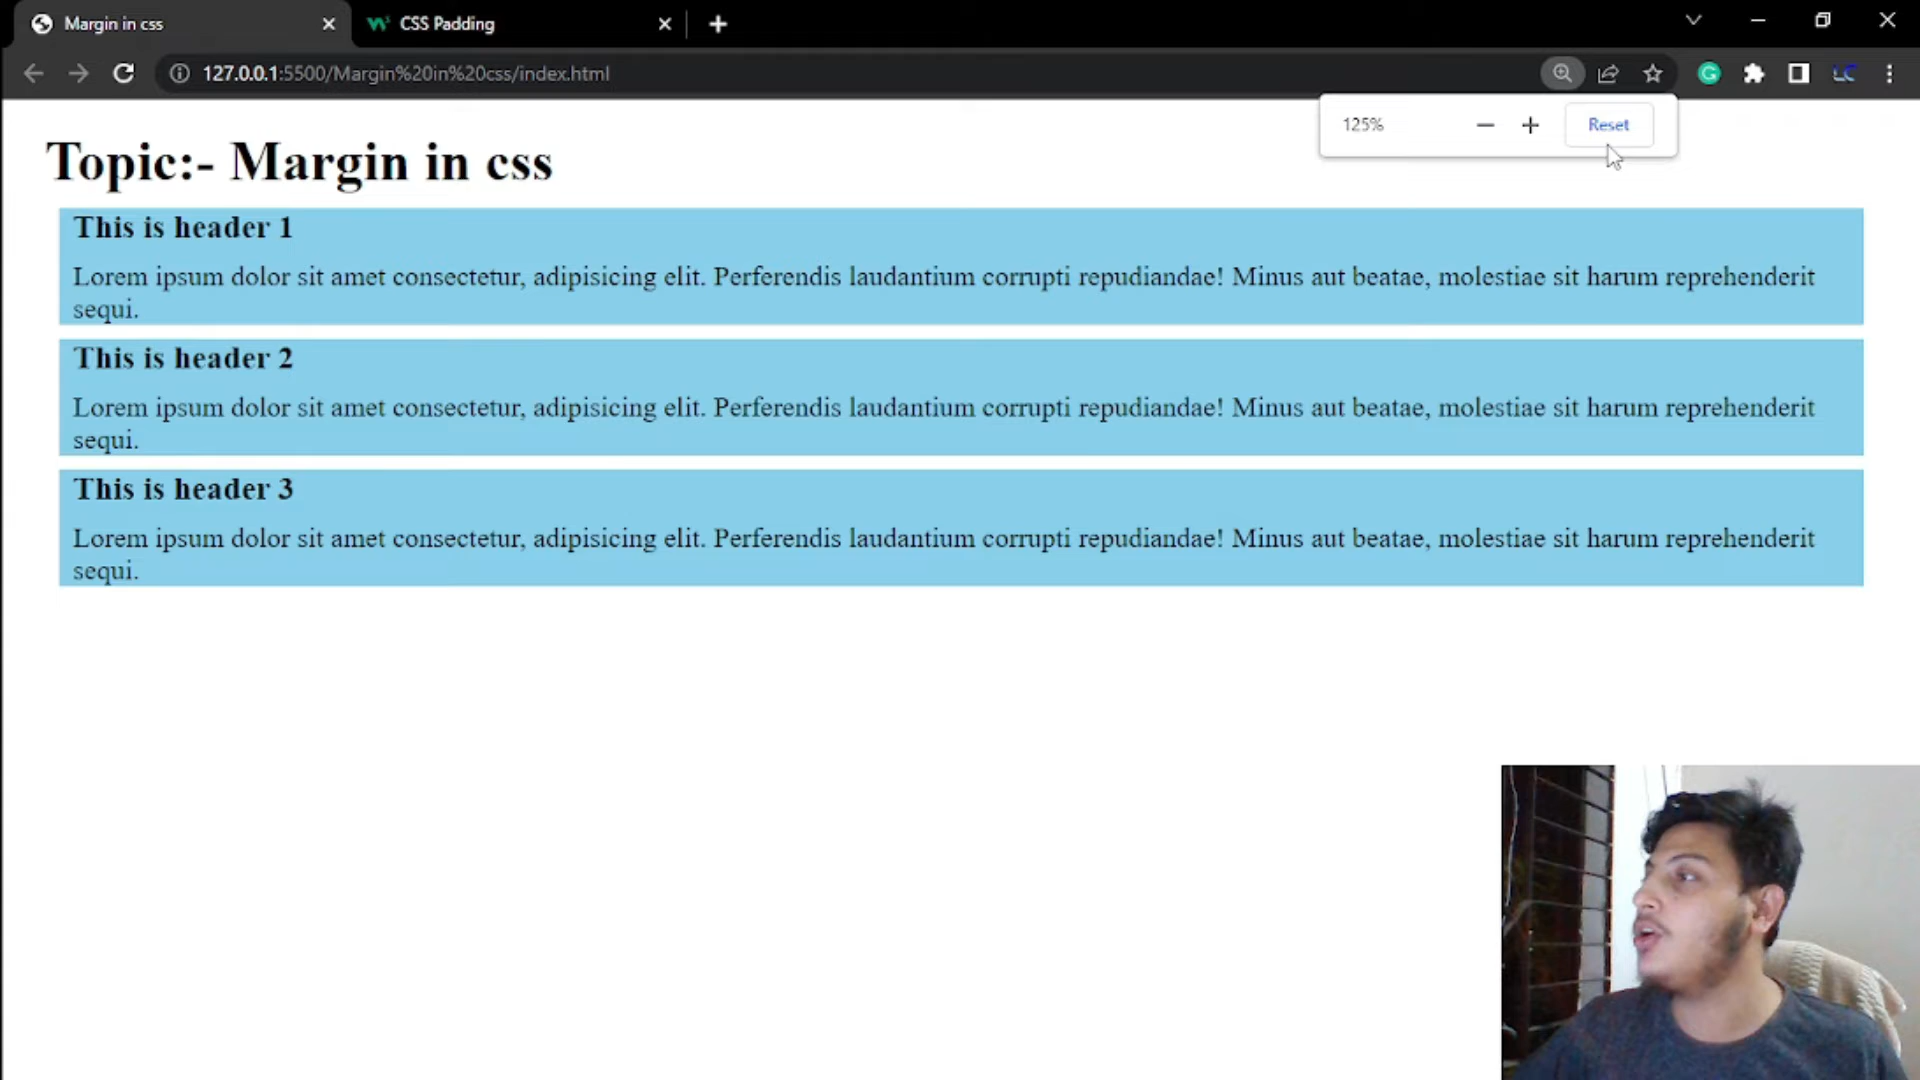 Margin in css
CSS Padding
127.0.0.1:5500/Margin%20in%20css/index.html
125%
Reset
Topic:- Margin in css
This is header 1
Lorem ipsum dolor sit amet consectetur, adipisicing elit. Perferendis laudantium corrupti repudiandae! Minus aut beatae, molestiae sit harum reprehenderit
sequi.
This is header 2
Lorem ipsum dolor sit amet consectetur, adipisicing elit. Perferendis laudantium corrupti repudiandae! Minus aut beatae, molestiae sit harum reprehenderit
sequi.
This is header 3
Lorem ipsum dolor sit amet consectetur, adipisicing elit. Perferendis laudantium corrupti repudiandae! Minus aut beatae, molestiae sit harum reprehenderit
sequi.